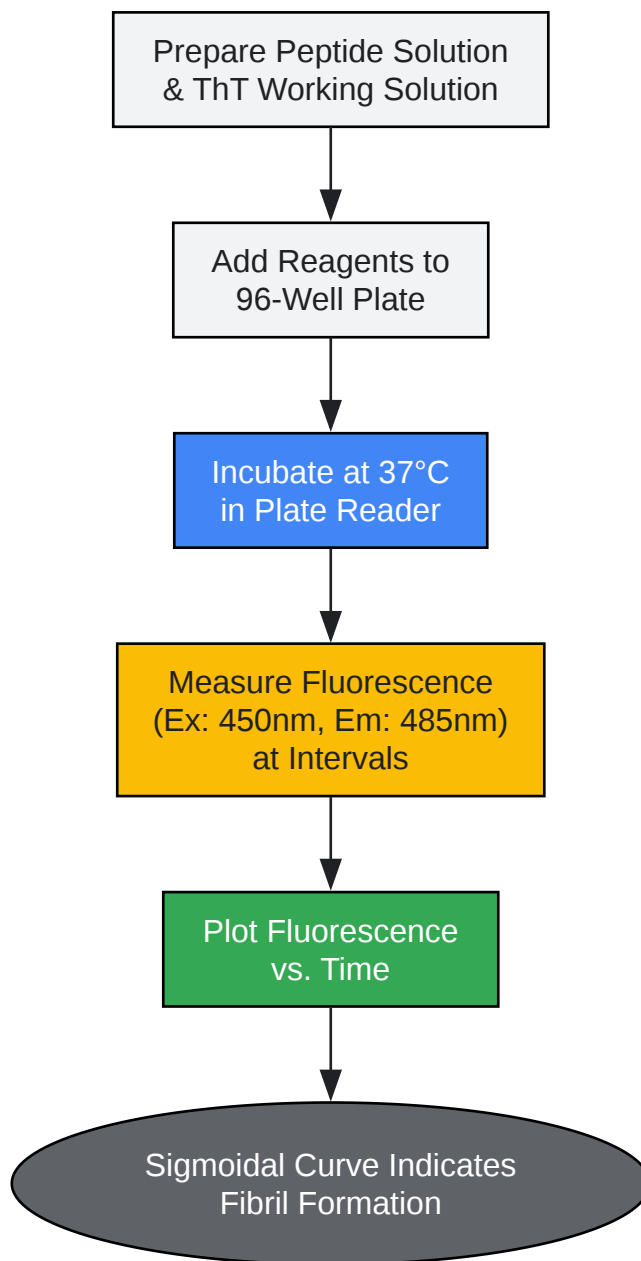 Prepare Peptide Solution
& ThT Working Solution
Add Reagents to
96-Well Plate
Incubate at 37°C
in Plate Reader
Measure Fluorescence
(Ex: 450nm, Em: 485nm)
at Intervals
Plot Fluorescence
vs. Time
Sigmoidal Curve Indicates
Fibril Formation